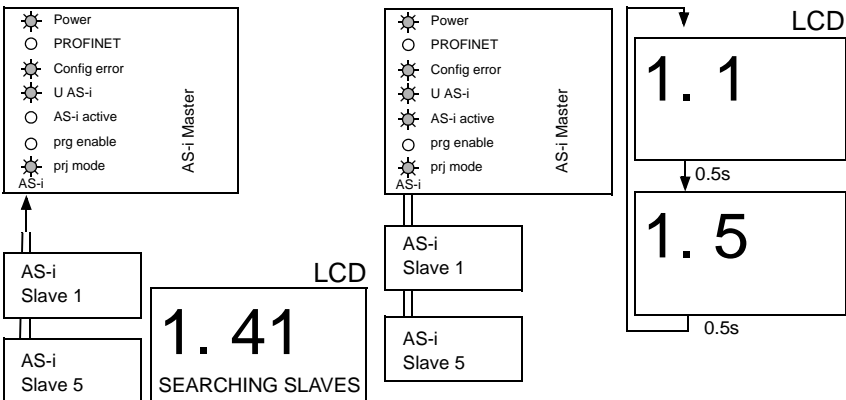 Power
PROFINET
Config error
U AS-i
AS-i active
prg enable
prj mode
AS-i
AS-i Master
AS-i
Slave 1
AS-i
Slave 5
LCD
1. 41
SEARCHING SLAVES
Power
PROFINET
Config error
U AS-i
AS-i active
prg enable
prj mode
AS-i
AS-i Master
AS-i
Slave 1
AS-i
Slave 5
LCD
1. 1
0.5s
1. 5
0.5s